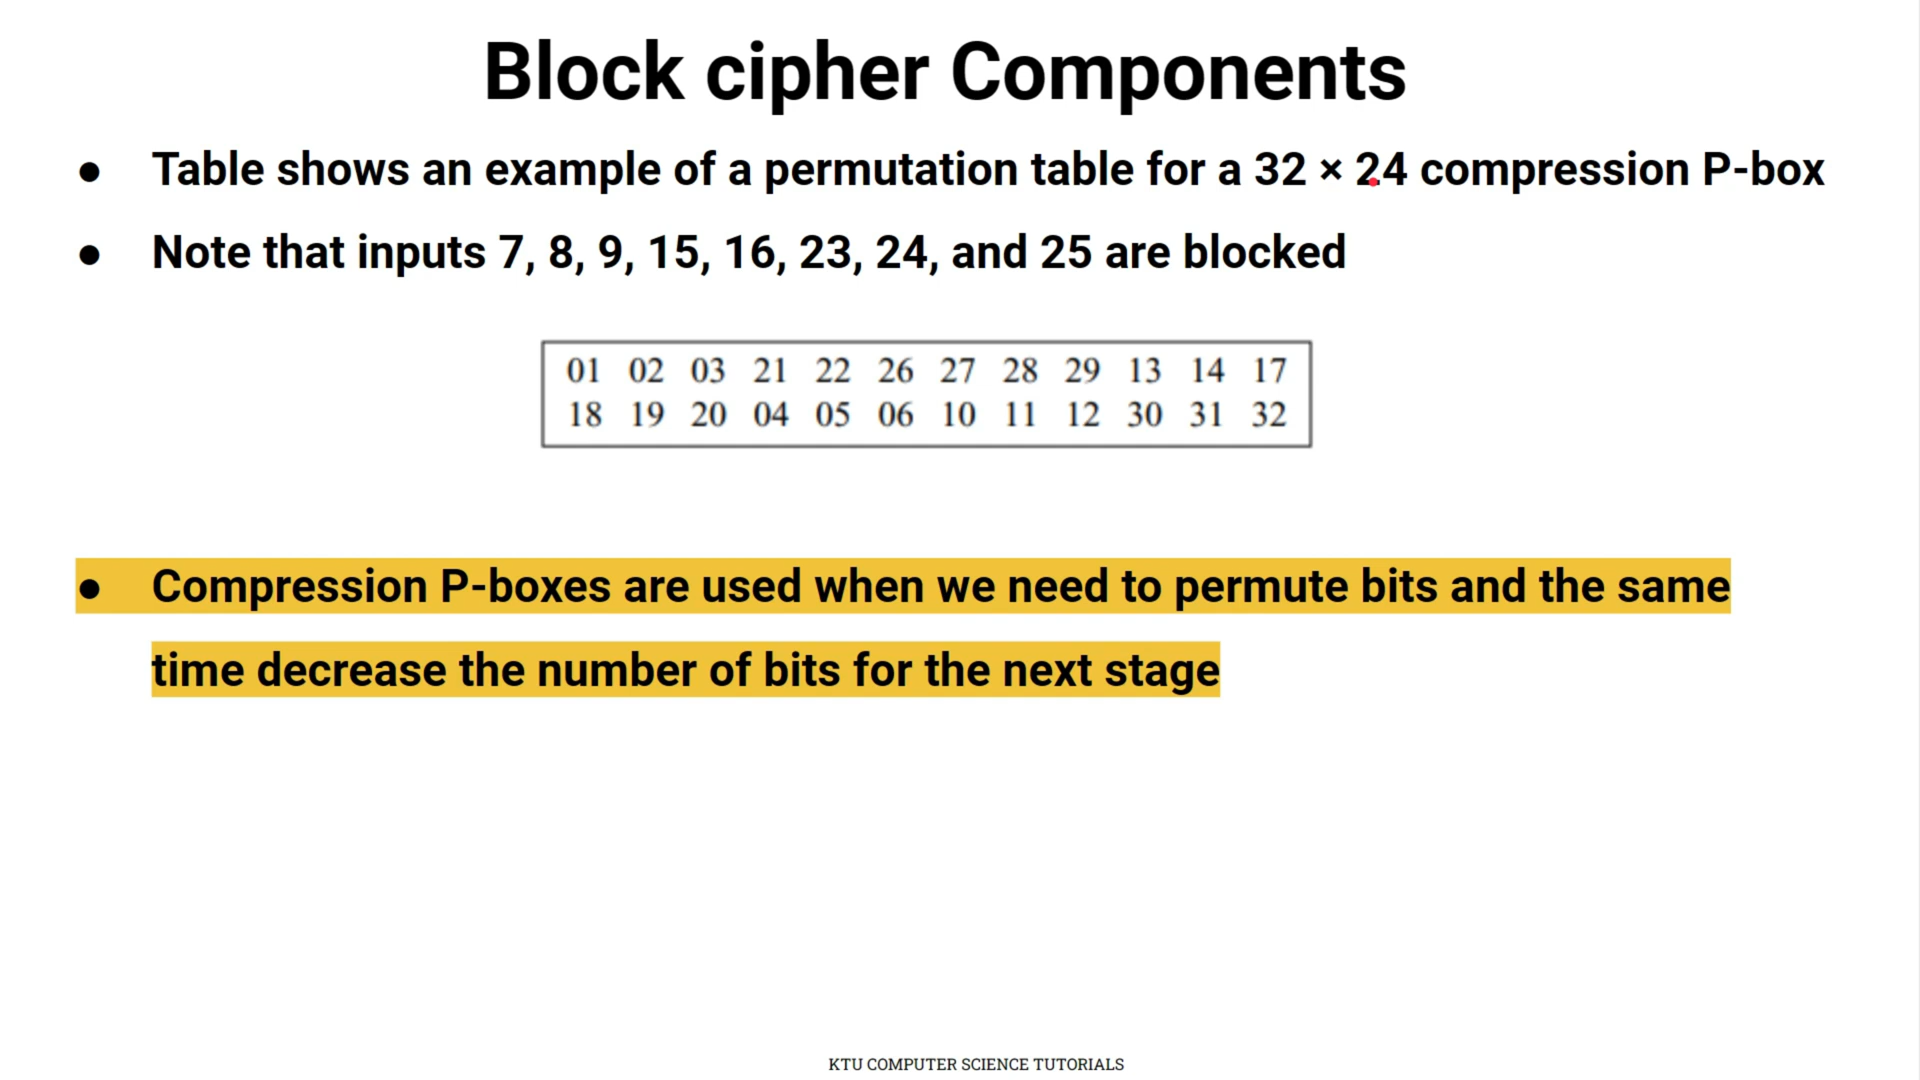 Block cipher Components
● Table shows an example of a permutation table for a 32 × 24 compression P-box
● Note that inputs 7, 8, 9, 15, 16, 23, 24, and 25 are blocked
01 02 03 21 22 26 27 28 29 13 14 17
18 19 20 04 05 06 10 11 12 30 31 32
● Compression P-boxes are used when we need to permute bits and the same
time decrease the number of bits for the next stage
KTU COMPUTER SCIENCE TUTORIALS